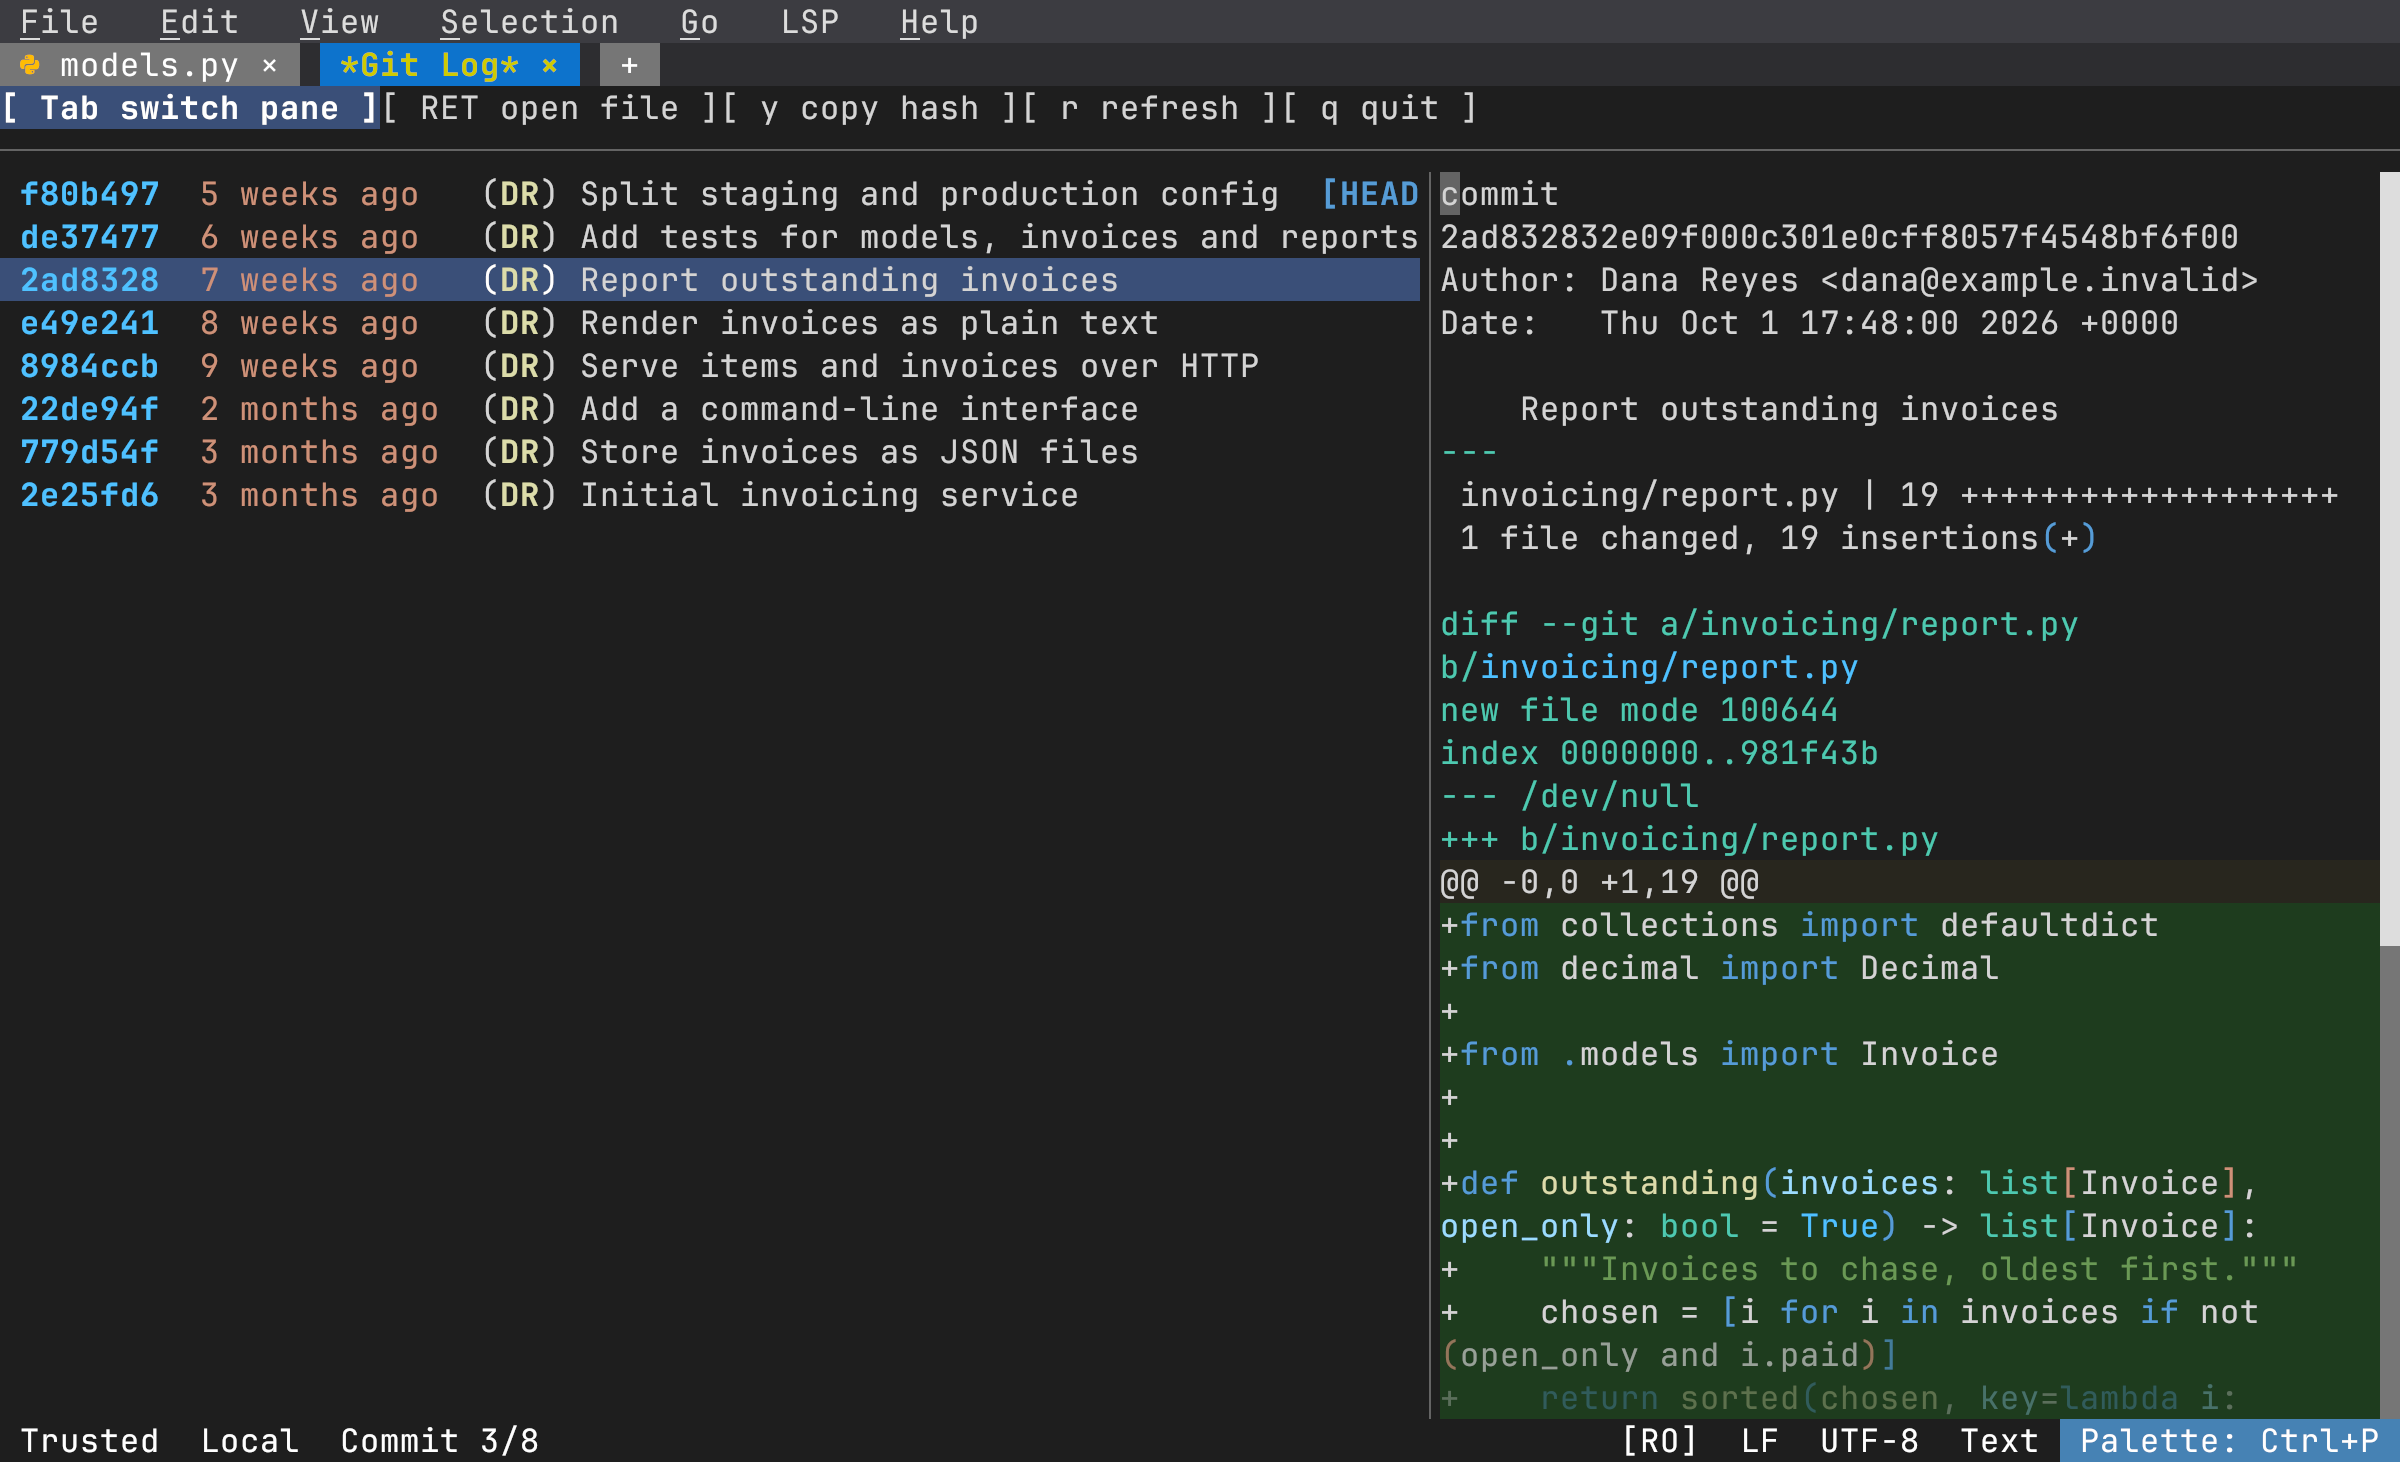 File Edit View Selection Go LSP Help
models.py × *Git Log* × +
[ Tab switch pane ][ RET open file ][ y copy hash ][ r refresh ][ q quit ]
f80b497 5 weeks ago (DR) Split staging and production config [HEAD
de37477 6 weeks ago (DR) Add tests for models, invoices and reports
2ad8328 7 weeks ago (DR) Report outstanding invoices
e49e241 8 weeks ago (DR) Render invoices as plain text
8984ccb 9 weeks ago (DR) Serve items and invoices over HTTP
22de94f 2 months ago (DR) Add a command-line interface
779d54f 3 months ago (DR) Store invoices as JSON files
2e25fd6 3 months ago (DR) Initial invoicing service
commit
2ad832832e09f000c301e0cff8057f4548bf6f00
Author: Dana Reyes <dana@example.invalid>
Date:   Thu Oct 1 17:48:00 2026 +0000
    Report outstanding invoices
---
 invoicing/report.py | 19 +++++++++++++++++++
 1 file changed, 19 insertions(+)
diff --git a/invoicing/report.py
b/invoicing/report.py
new file mode 100644
index 0000000..981f43b
--- /dev/null
+++ b/invoicing/report.py
@@ -0,0 +1,19 @@
+from collections import defaultdict
+from decimal import Decimal
+
+from .models import Invoice
+
+
+def outstanding(invoices: list[Invoice],
open_only: bool = True) -> list[Invoice]:
+    """Invoices to chase, oldest first."""
+    chosen = [i for i in invoices if not
(open_only and i.paid)]
+    return sorted(chosen, key=lambda i:
Trusted Local Commit 3/8 [RO] LF UTF-8 Text Palette: Ctrl+P